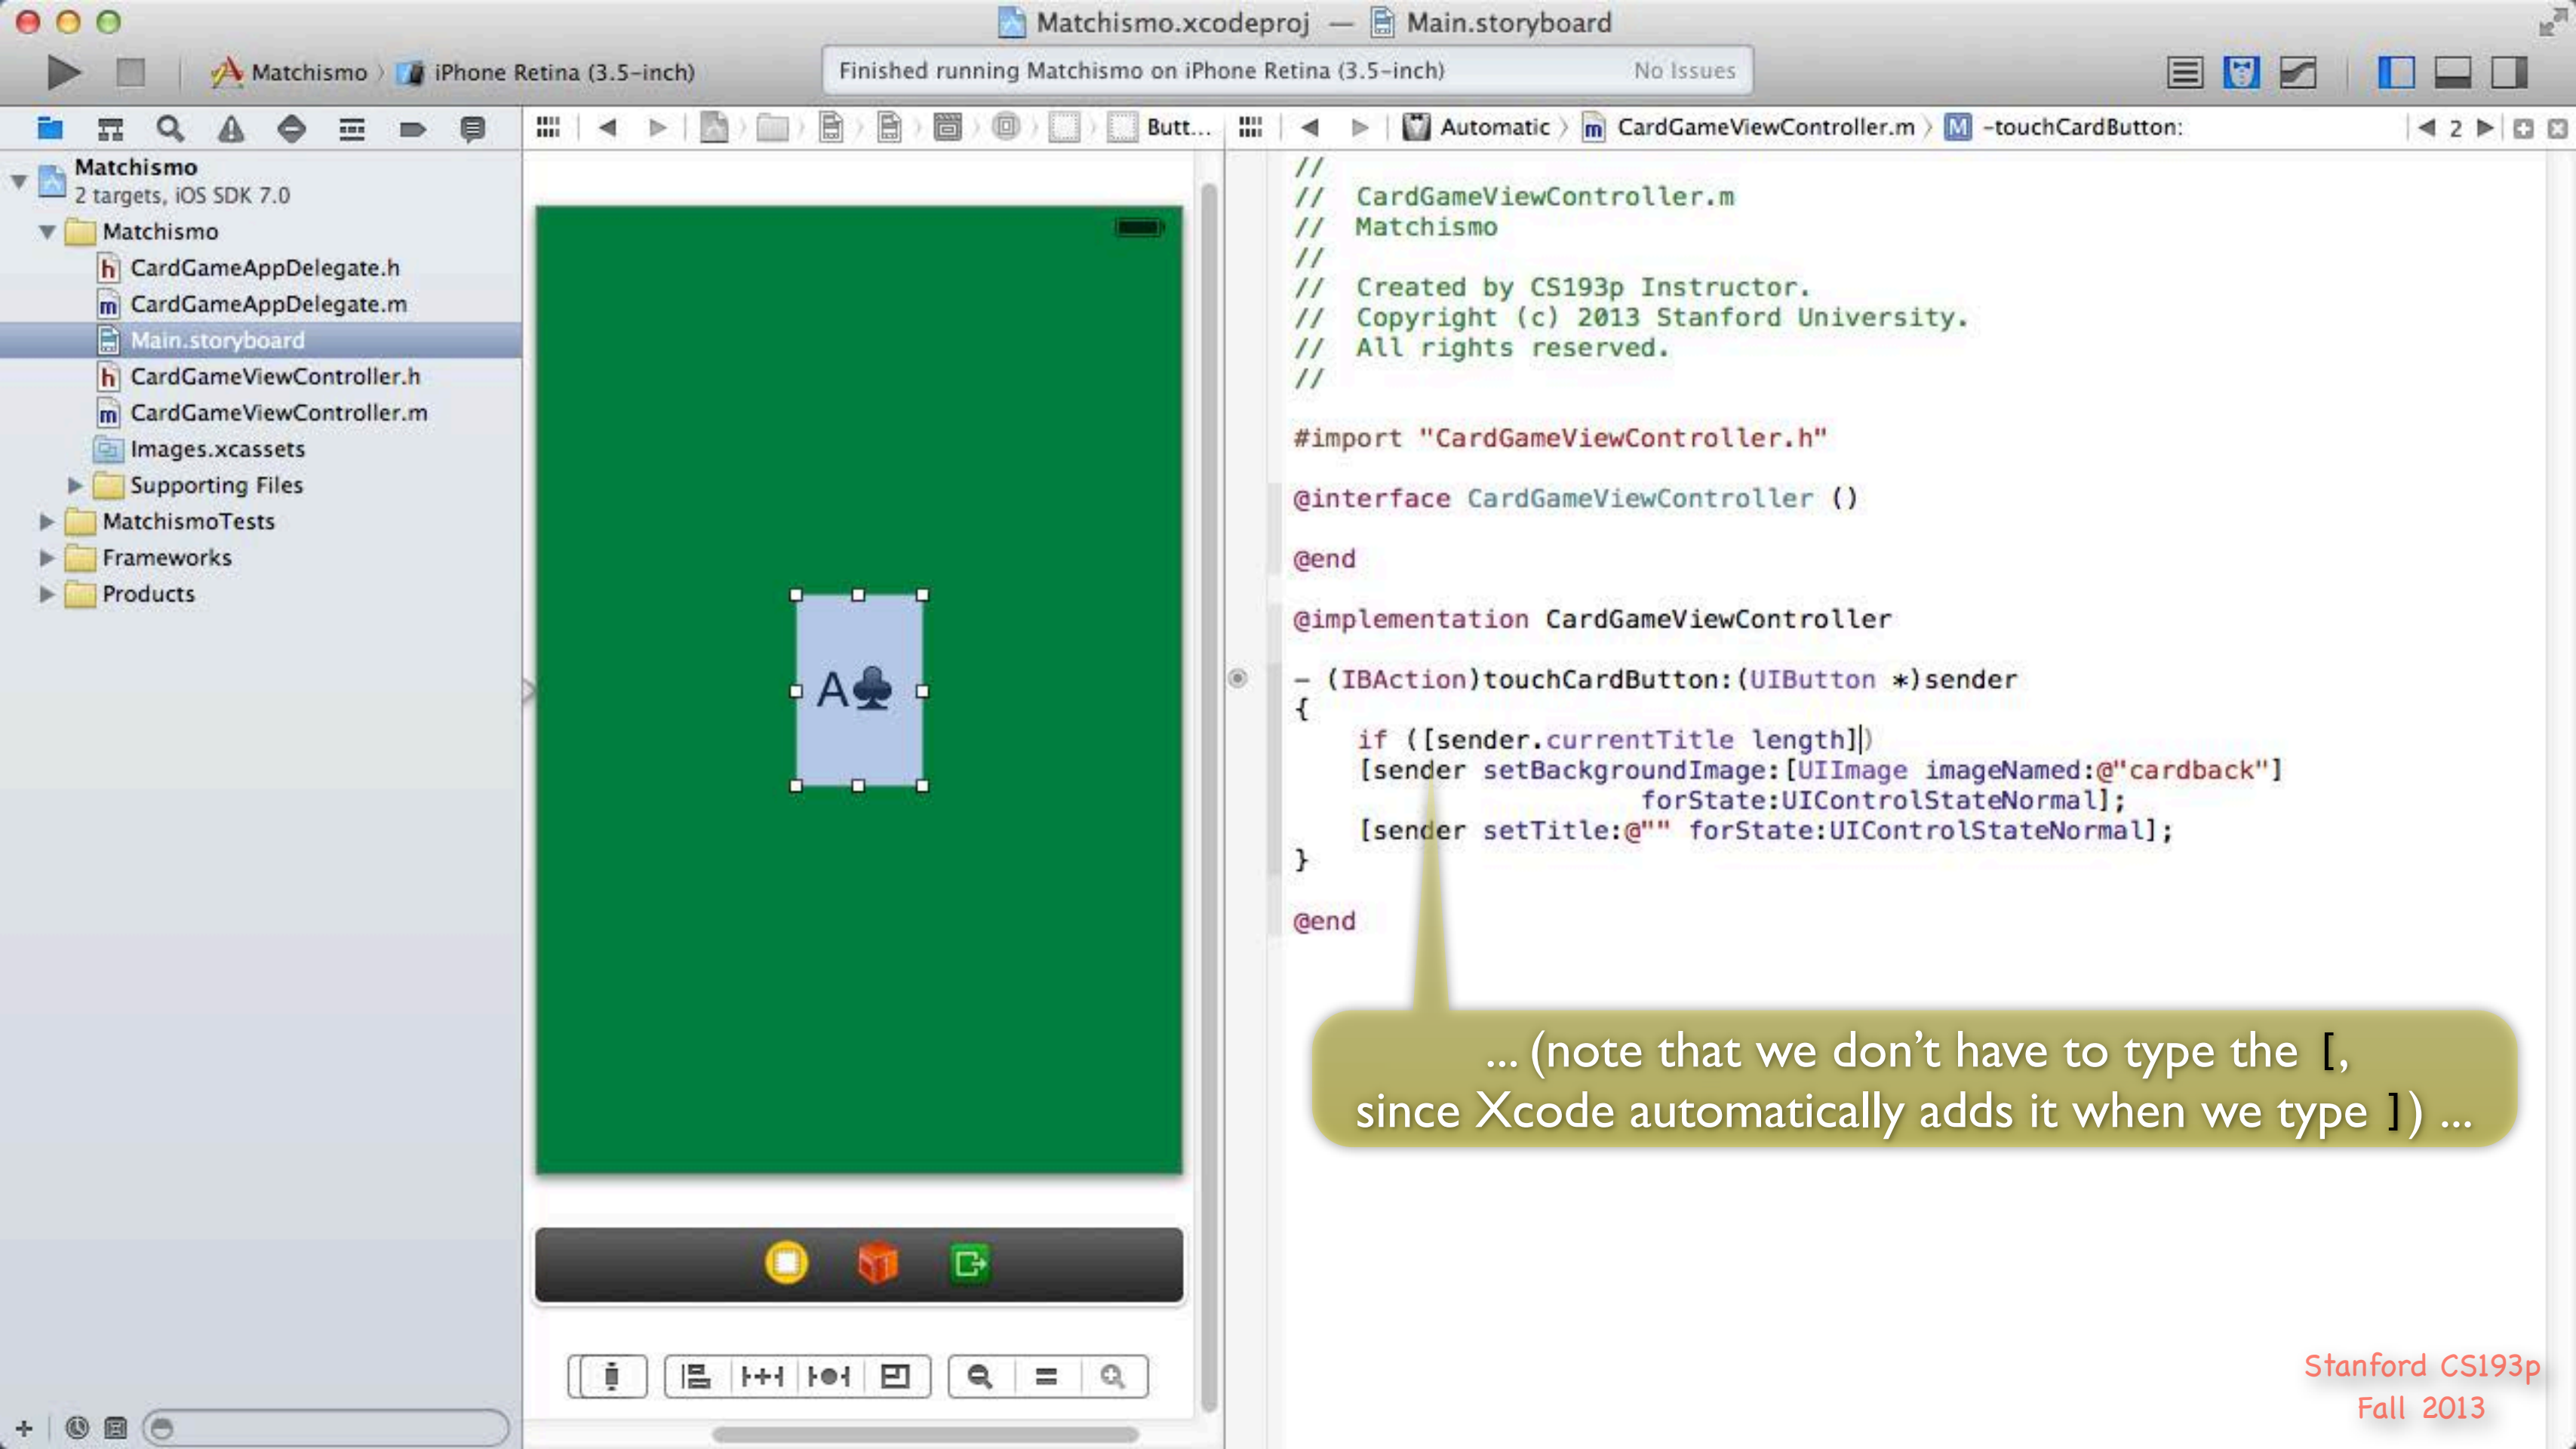 Matchismo.xcodeproj — Main.storyboard
Matchismo
iPhone Retina (3.5-inch)
Finished running Matchismo on iPhone Retina (3.5-inch)
No Issues
Butt...
Automatic
CardGameViewController.m
M
-touchCardButton:
2
Matchismo
2 targets, iOS SDK 7.0
Matchismo
h CardGameAppDelegate.h
m CardGameAppDelegate.m
Main.storyboard
h CardGameViewController.h
m CardGameViewController.m
Images.xcassets
Supporting Files
MatchismoTests
Frameworks
Products
A♣
//
// CardGameViewController.m
// Matchismo
//
// Created by CS193p Instructor.
// Copyright (c) 2013 Stanford University.
// All rights reserved.
//
#import "CardGameViewController.h"
@interface CardGameViewController ()
@end
@implementation CardGameViewController
- (IBAction)touchCardButton:(UIButton *)sender
{
if ([sender.currentTitle length])
[sender setBackgroundImage:[UIImage imageNamed:@"cardback"]
forState:UIControlStateNormal];
[sender setTitle:@"" forState:UIControlStateNormal];
}
@end
... (note that we don't have to type the [,
since Xcode automatically adds it when we type ]) ...
Stanford CS193p
Fall 2013